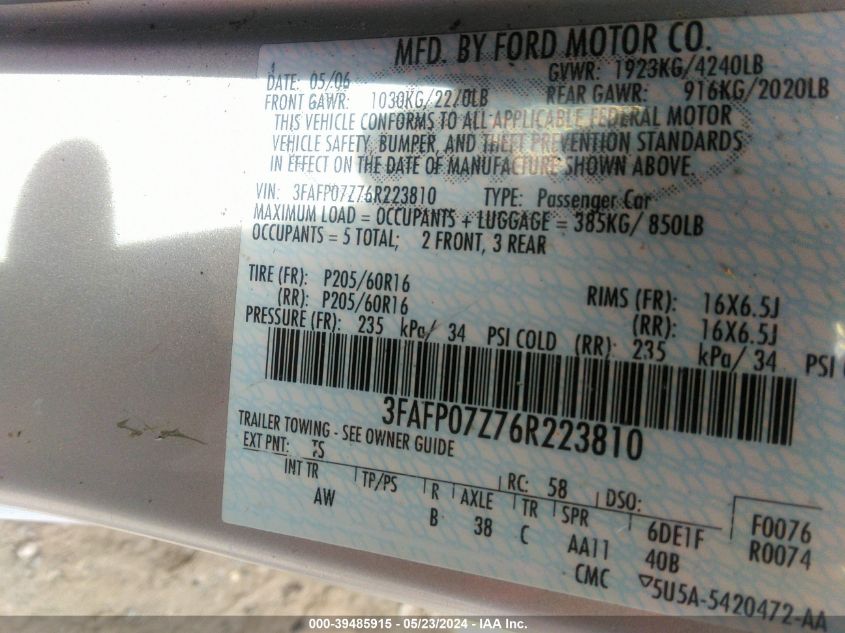 MFD. BY FORD MOTOR CO.
DATE: 05/06 GVWR: 1923KG/4240LB
FRONT GAWR: 1030KG/22/0LB REAR GAWR: 916KG/2020LB
THIS VEHICLE CONFORMS TO ALL APPLICABLE FEDERAL MOTOR
VEHICLE SAFETY, BUMPER, AND THEFT PREVENTION STANDARDS
IN EFFECT ON THE DATE OF MANUFACTURE SHOWN ABOVE.
VIN: 3FAFP07Z76R223810 TYPE: Passenger Car
MAXIMUM LOAD = OCCUPANTS + LUGGAGE = 385KG/ 850LB
OCCUPANTS = 5 TOTAL; 2 FRONT, 3 REAR
TIRE (FR): P205/60R16 RIMS (FR): 16X6.5J
(RR): P205/60R16 (RR): 16X6.5J
PRESSURE (FR): 235 kPa/ 34 PSI COLD (RR): 235 kPa/ 34 PSI
3FAFP07Z76R223810
TRAILER TOWING - SEE OWNER GUIDE
EXT PNT: TS RC: 58 DSO:
INT TR TP/PS R AXLE TR SPR 6DE1F F0076
AW B 38 C AA11 40B R0074
CMC ▽5U5A-5420472-AA
000-39485915 - 05/23/2024 - IAA Inc.